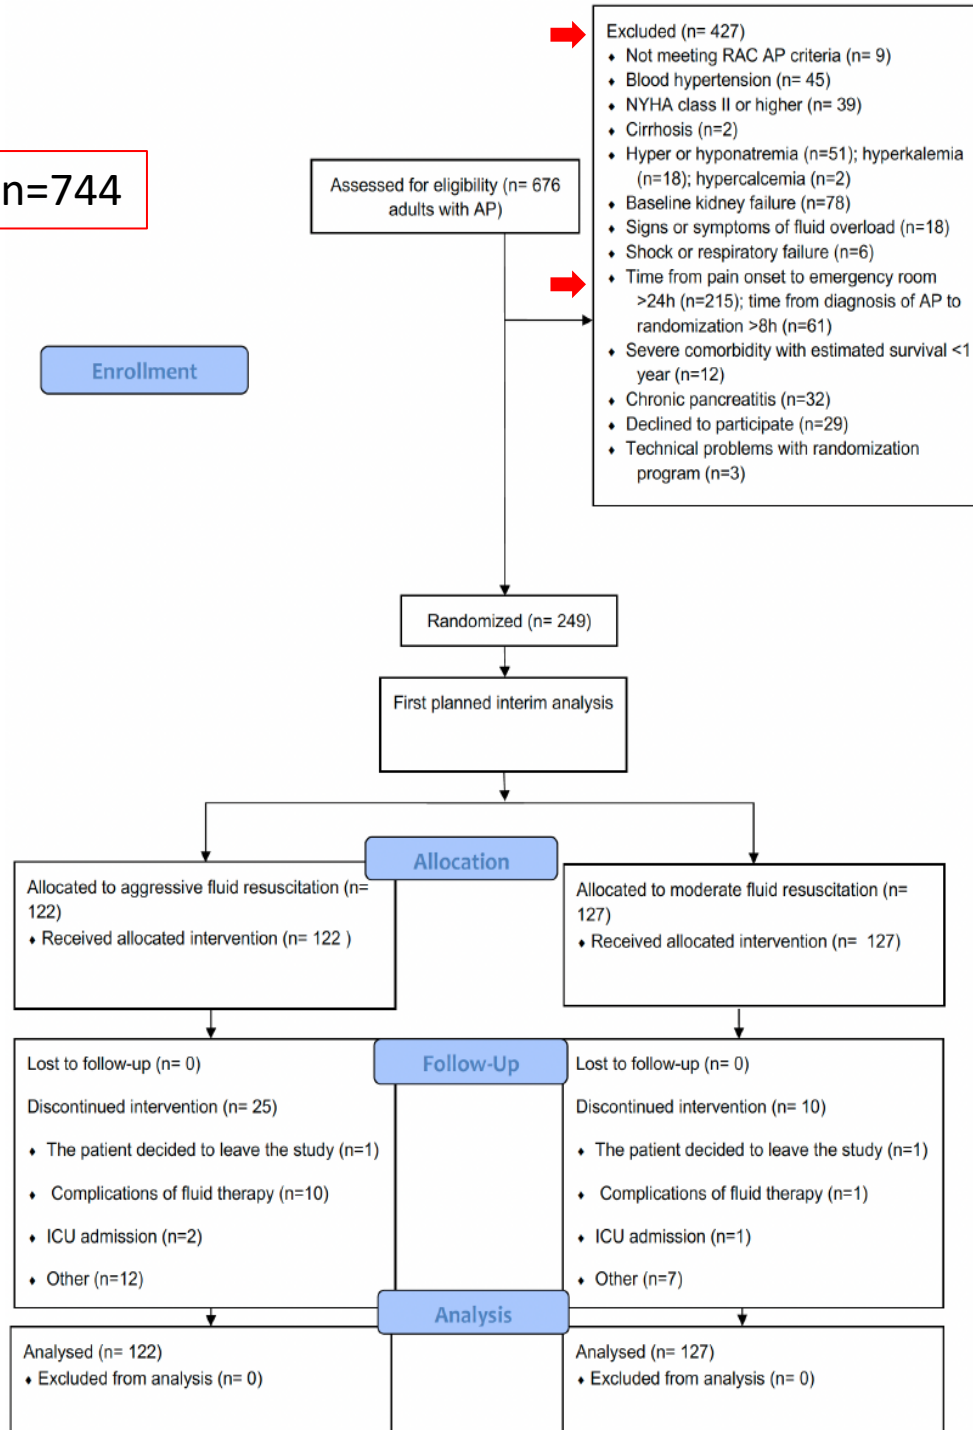 n=744
Assessed for eligibility (n= 676
adults with AP)
Excluded (n= 427)
♦ Not meeting RAC AP criteria (n= 9)
♦ Blood hypertension (n= 45)
♦ NYHA class II or higher (n= 39)
♦ Cirrhosis (n=2)
♦ Hyper or hyponatremia (n=51); hyperkalemia
(n=18); hypercalcemia (n=2)
♦ Baseline kidney failure (n=78)
♦ Signs or symptoms of fluid overload (n=18)
♦ Shock or respiratory failure (n=6)
♦ Time from pain onset to emergency room
>24h (n=215); time from diagnosis of AP to
randomization >8h (n=61)
♦ Severe comorbidity with estimated survival <1
year (n=12)
♦ Chronic pancreatitis (n=32)
♦ Declined to participate (n=29)
♦ Technical problems with randomization
program (n=3)
Enrollment
Randomized (n= 249)
First planned interim analysis
Allocation
Allocated to aggressive fluid resuscitation (n=
122)
♦ Received allocated intervention (n= 122 )
Allocated to moderate fluid resuscitation (n=
127)
♦ Received allocated intervention (n=  127)
Follow-Up
Lost to follow-up (n= 0)
Discontinued intervention (n= 25)
♦ The patient decided to leave the study (n=1)
♦ Complications of fluid therapy (n=10)
♦ ICU admission (n=2)
♦ Other (n=12)
Lost to follow-up (n= 0)
Discontinued intervention (n= 10)
♦ The patient decided to leave the study (n=1)
♦ Complications of fluid therapy (n=1)
♦ ICU admission (n=1)
♦ Other (n=7)
Analysis
Analysed (n= 122)
♦ Excluded from analysis (n= 0)
Analysed (n= 127)
♦ Excluded from analysis (n= 0)